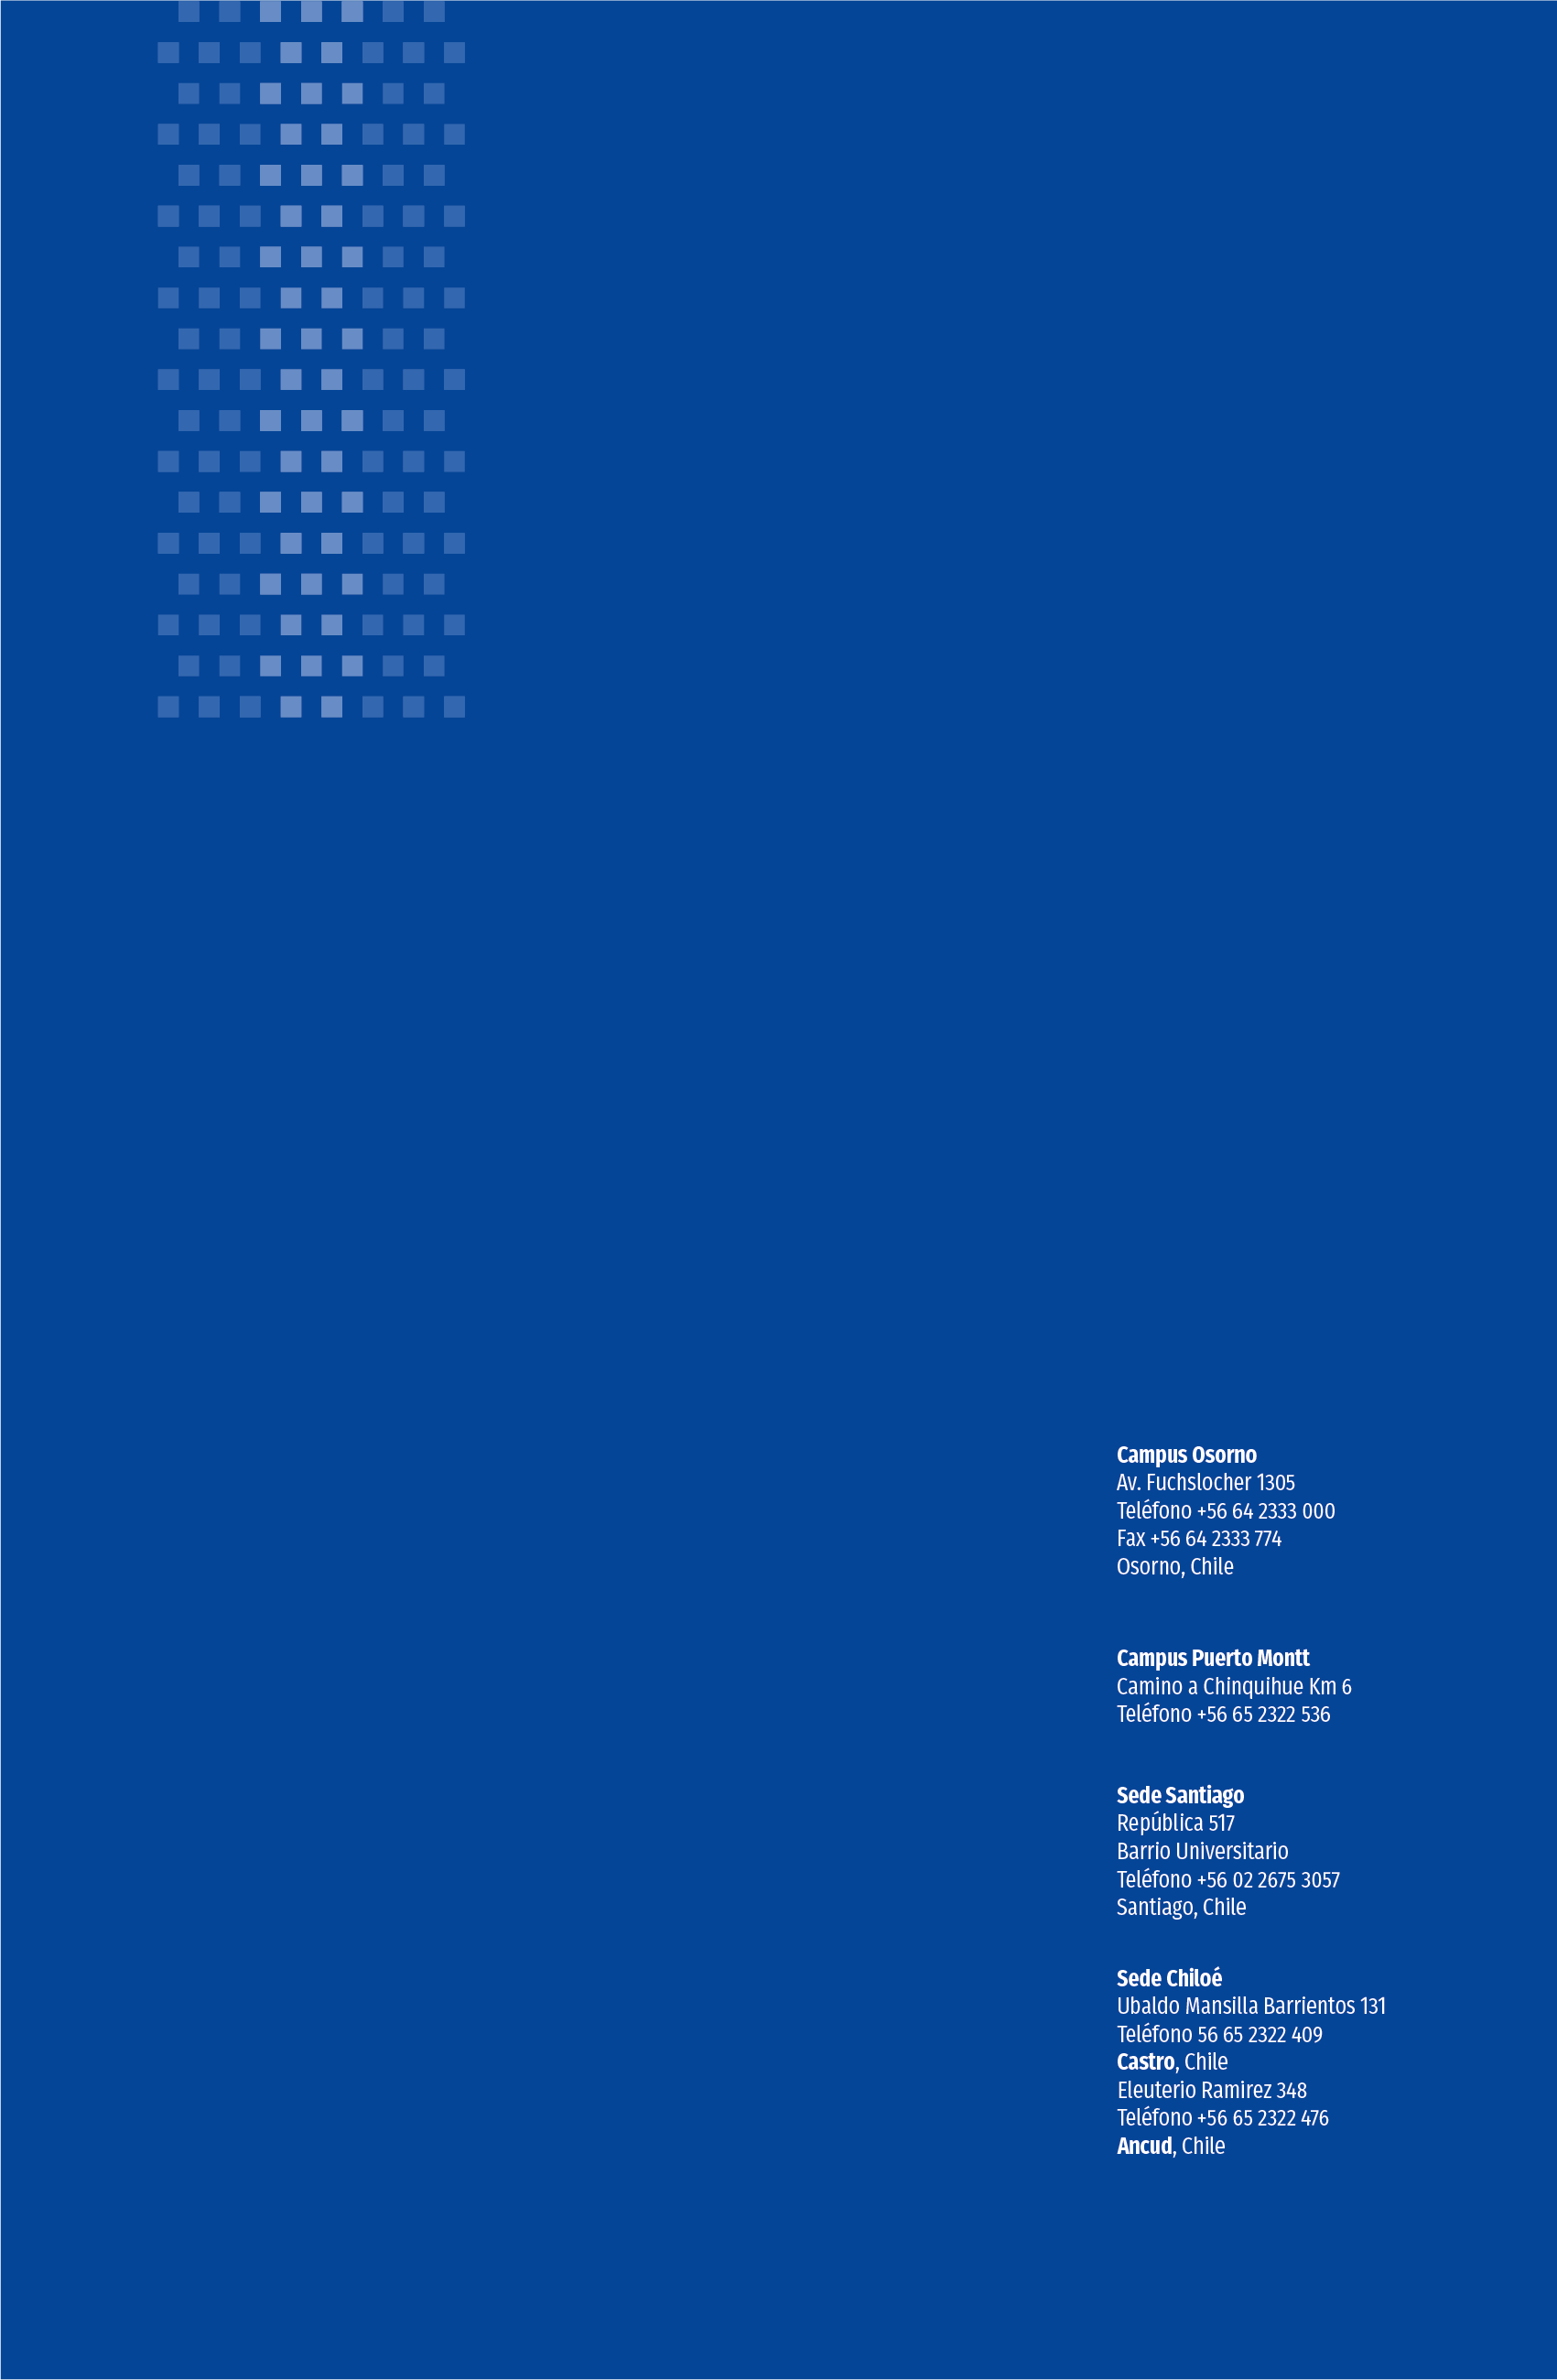 Campus Osorno
Av. Fuchslocher 1305
Teléfono +56 64 2333 000
Fax +56 64 2333 774
Osorno, Chile
Campus Puerto Montt
Camino a Chinquihue Km 6
Teléfono +56 65 2322 536
Sede Santiago
República 517
Barrio Universitario
Teléfono +56 02 2675 3057
Santiago, Chile
Sede Chiloé
Ubaldo Mansilla Barrientos 131
Teléfono 56 65 2322 409
Castro, Chile
Eleuterio Ramirez 348
Teléfono +56 65 2322 476
Ancud, Chile